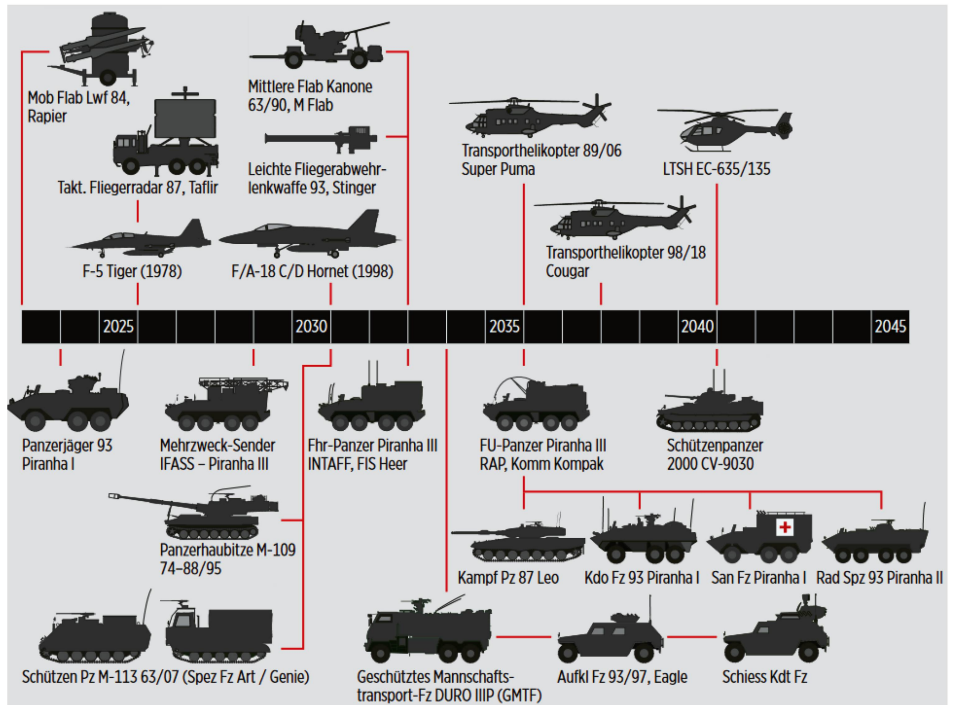 Mob Flab Lwf 84,
Rapier
Mittlere Flab Kanone
63/90, M Flab
Takt. Fliegerradar 87, Taflir
Leichte Fliegerabwehr-
lenkwaffe 93, Stinger
Transporthelikopter 89/06
Super Puma
LTSH EC-635/135
F-5 Tiger (1978)
F/A-18 C/D Hornet (1998)
Transporthelikopter 98/18
Cougar
2025
2030
2035
2040
2045
Panzerjäger 93
Piranha I
Mehrzweck-Sender
IFASS – Piranha III
Fhr-Panzer Piranha III
INTAFF, FIS Heer
FU-Panzer Piranha III
RAP, Komm Kompak
Schützenpanzer
2000 CV-9030
Panzerhaubitze M-109
74–88/95
Kampf Pz 87 Leo
Kdo Fz 93 Piranha I
San Fz Piranha I
Rad Spz 93 Piranha II
Schützen Pz M-113 63/07 (Spez Fz Art / Genie)
Geschütztes Mannschafts-
transport-Fz DURO IIIP (GMTF)
Aufkl Fz 93/97, Eagle
Schiess Kdt Fz